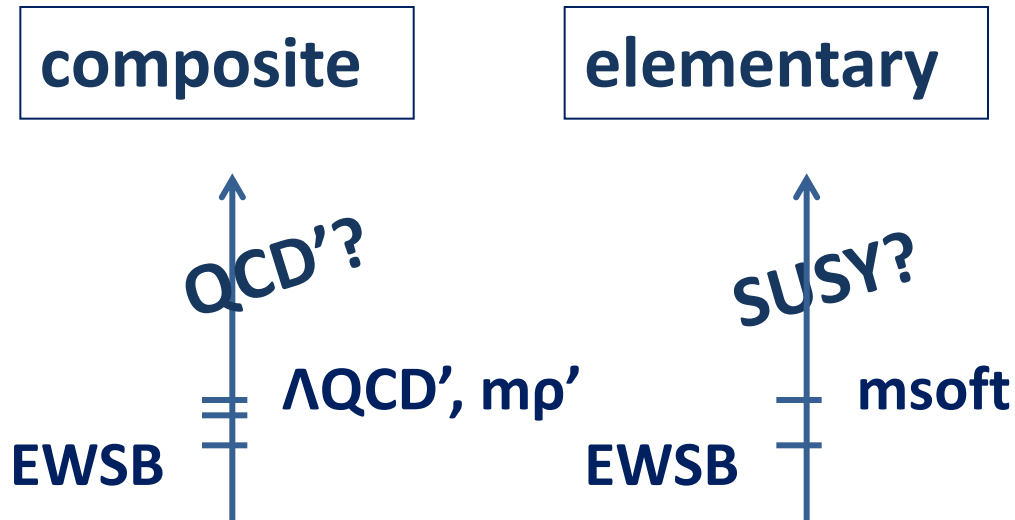 composite
QCD’?
ΛQCD’, mρ’
EWSB
elementary
SUSY?
msoft
EWSB